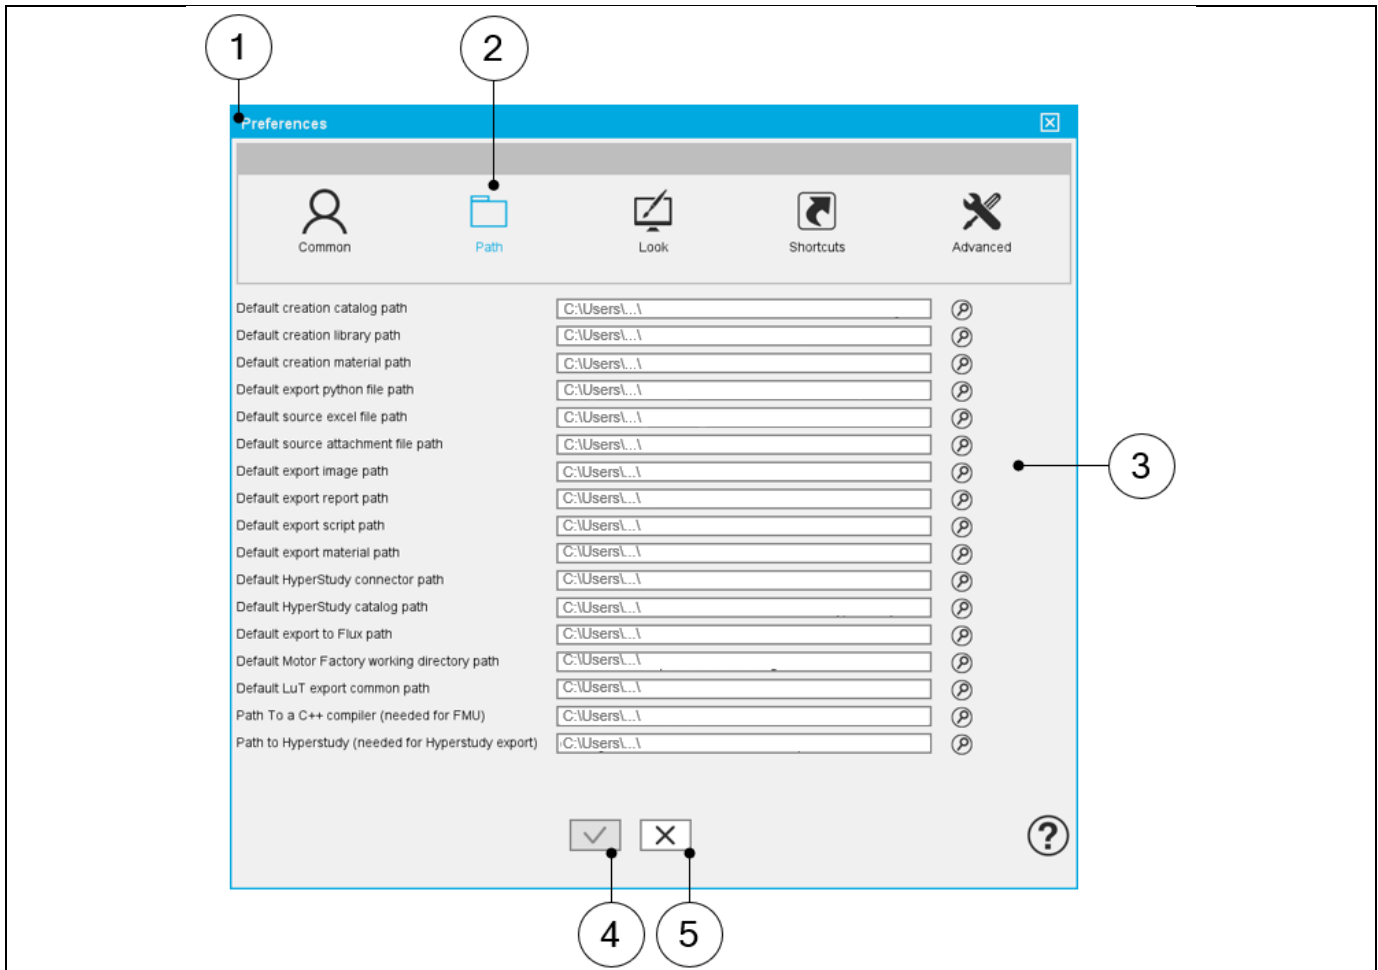 1 2
Preferences
Common Path Look Shortcuts Advanced
Default creation catalog path C:\Users\...\
Default creation library path C:\Users\...\
Default creation material path C:\Users\...\
Default export python file path C:\Users\...\
Default source excel file path C:\Users\...\
Default source attachment file path C:\Users\...\
Default export image path C:\Users\...\
Default export report path C:\Users\...\
Default export script path C:\Users\...\
Default export material path C:\Users\...\
Default HyperStudy connector path C:\Users\...\
Default HyperStudy catalog path C:\Users\...\
Default export to Flux path C:\Users\...\
Default Motor Factory working directory path C:\Users\...\
Default LuT export common path C:\Users\...\
Path To a C++ compiler (needed for FMU) C:\Users\...\
Path to Hyperstudy (needed for Hyperstudy export) C:\Users\...\
3
?
4 5